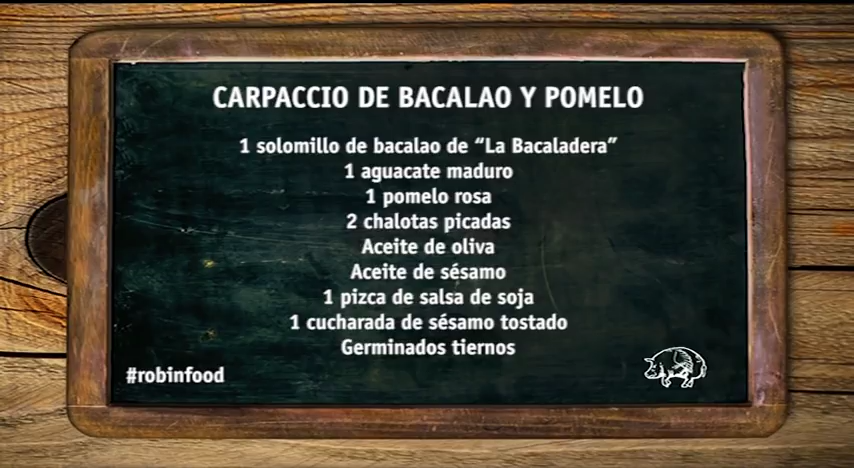 CARPACCIO DE BACALAO Y POMELO
1 solomillo de bacalao de “La Bacaladera”
1 aguacate maduro
1 pomelo rosa
2 chalotas picadas
Aceite de oliva
Aceite de sésamo
1 pizca de salsa de soja
1 cucharada de sésamo tostado
Germinados tiernos
#robinfood